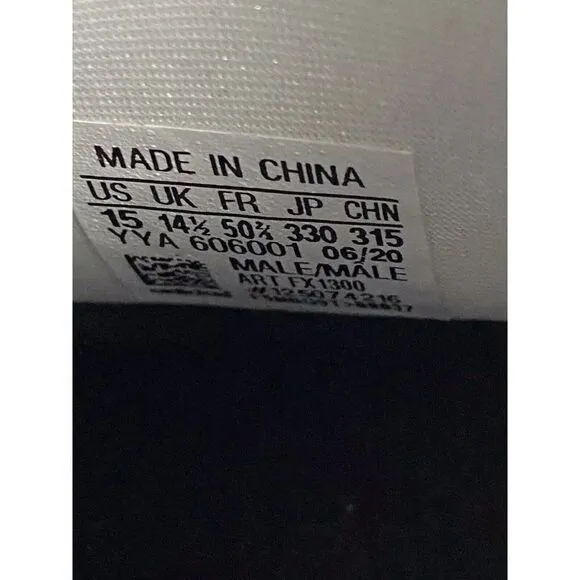 MADE IN CHINA
US UK FR JP CHN
15 14½ 50⅔ 330 315
YYA 606001 06/20
MALE/MALE
ART FX1300
#125074216